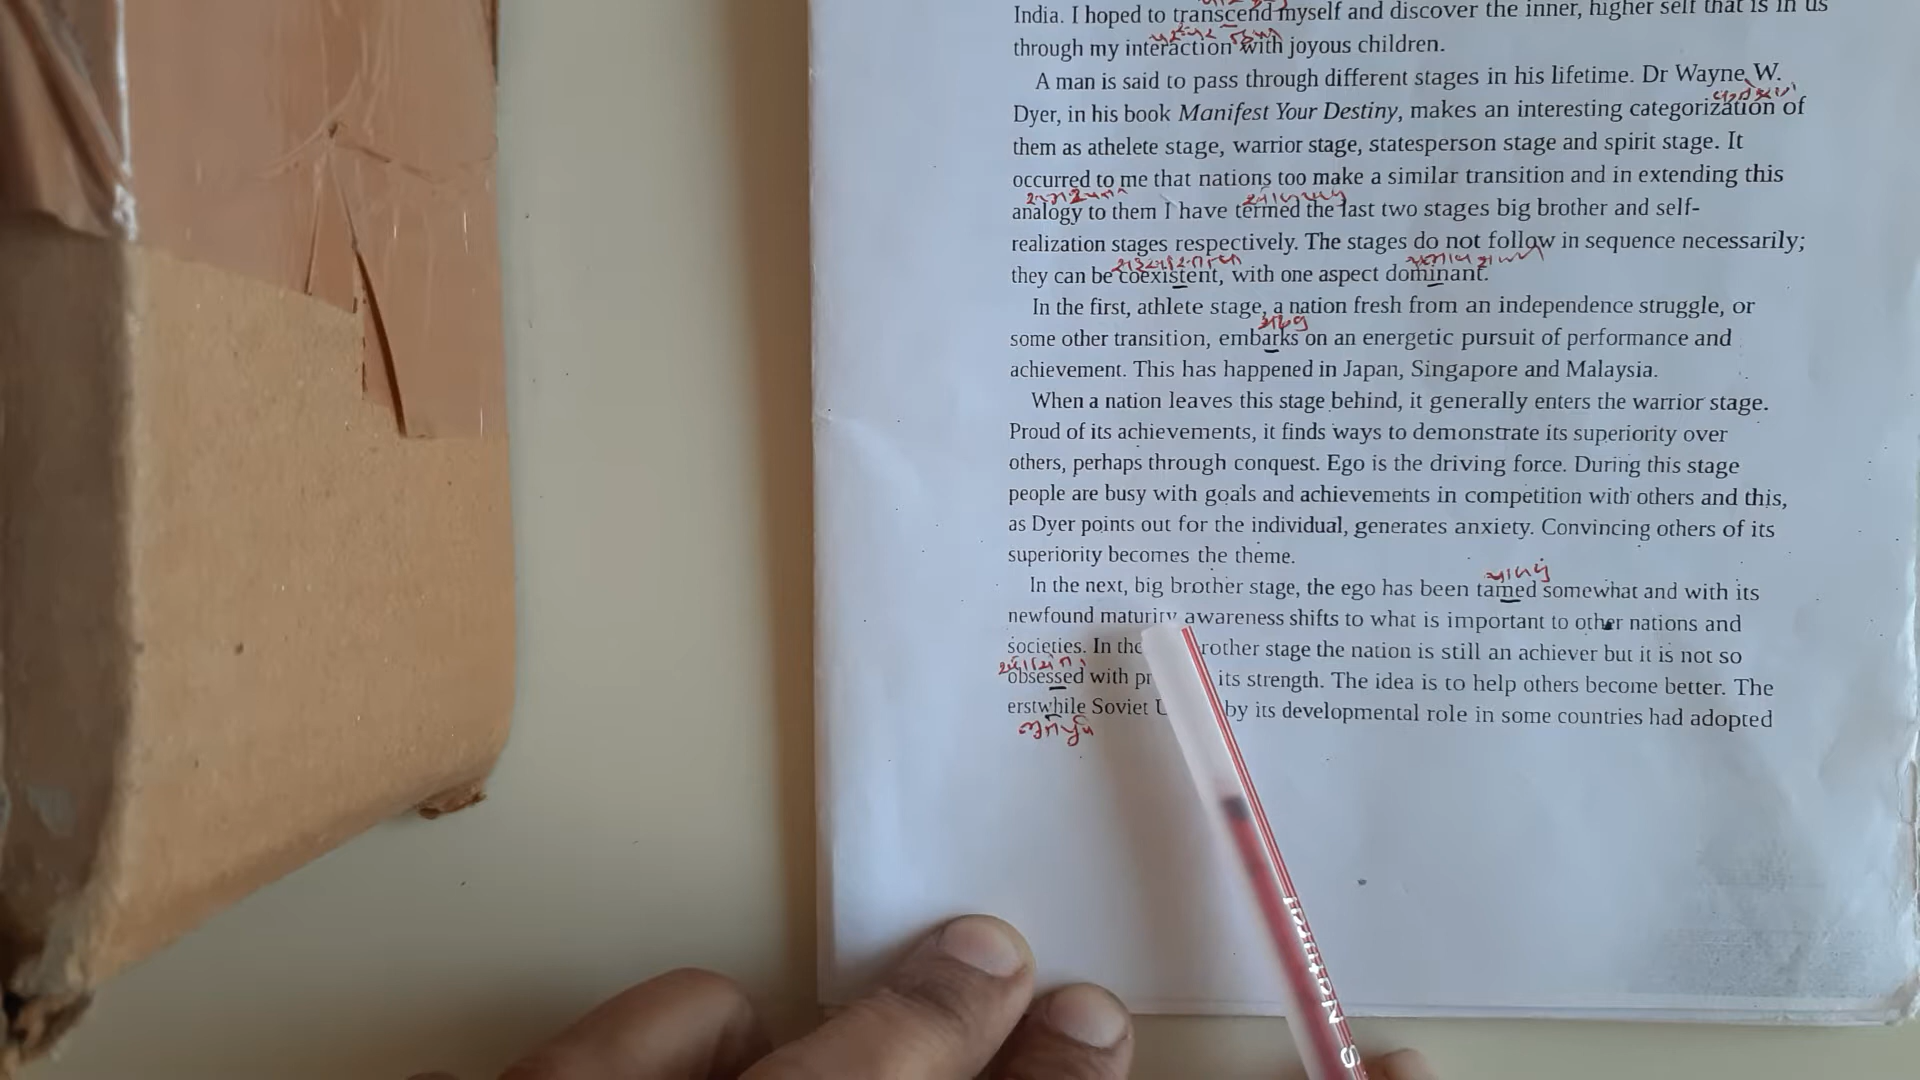 India. I hoped to transcend myself and discover the inner, higher self that is in us
through my interaction with joyous children.
A man is said to pass through different stages in his lifetime. Dr Wayne W.
Dyer, in his book Manifest Your Destiny, makes an interesting categorization of
them as athelete stage, warrior stage, statesperson stage and spirit stage. It
occurred to me that nations too make a similar transition and in extending this
analogy to them I have termed the last two stages big brother and self-
realization stages respectively. The stages do not follow in sequence necessarily;
they can be coexistent, with one aspect dominant.
In the first, athlete stage, a nation fresh from an independence struggle, or
some other transition, embarks on an energetic pursuit of performance and
achievement. This has happened in Japan, Singapore and Malaysia.
When a nation leaves this stage behind, it generally enters the warrior stage.
Proud of its achievements, it finds ways to demonstrate its superiority over
others, perhaps through conquest. Ego is the driving force. During this stage
people are busy with goals and achievements in competition with others and this,
as Dyer points out for the individual, generates anxiety. Convincing others of its
superiority becomes the theme.
In the next, big brother stage, the ego has been tamed somewhat and with its
newfound maturity awareness shifts to what is important to other nations and
societies. In the rother stage the nation is still an achiever but it is not so
obsessed with pr its strength. The idea is to help others become better. The
erstwhile Soviet U by its developmental role in some countries had adopted
National S